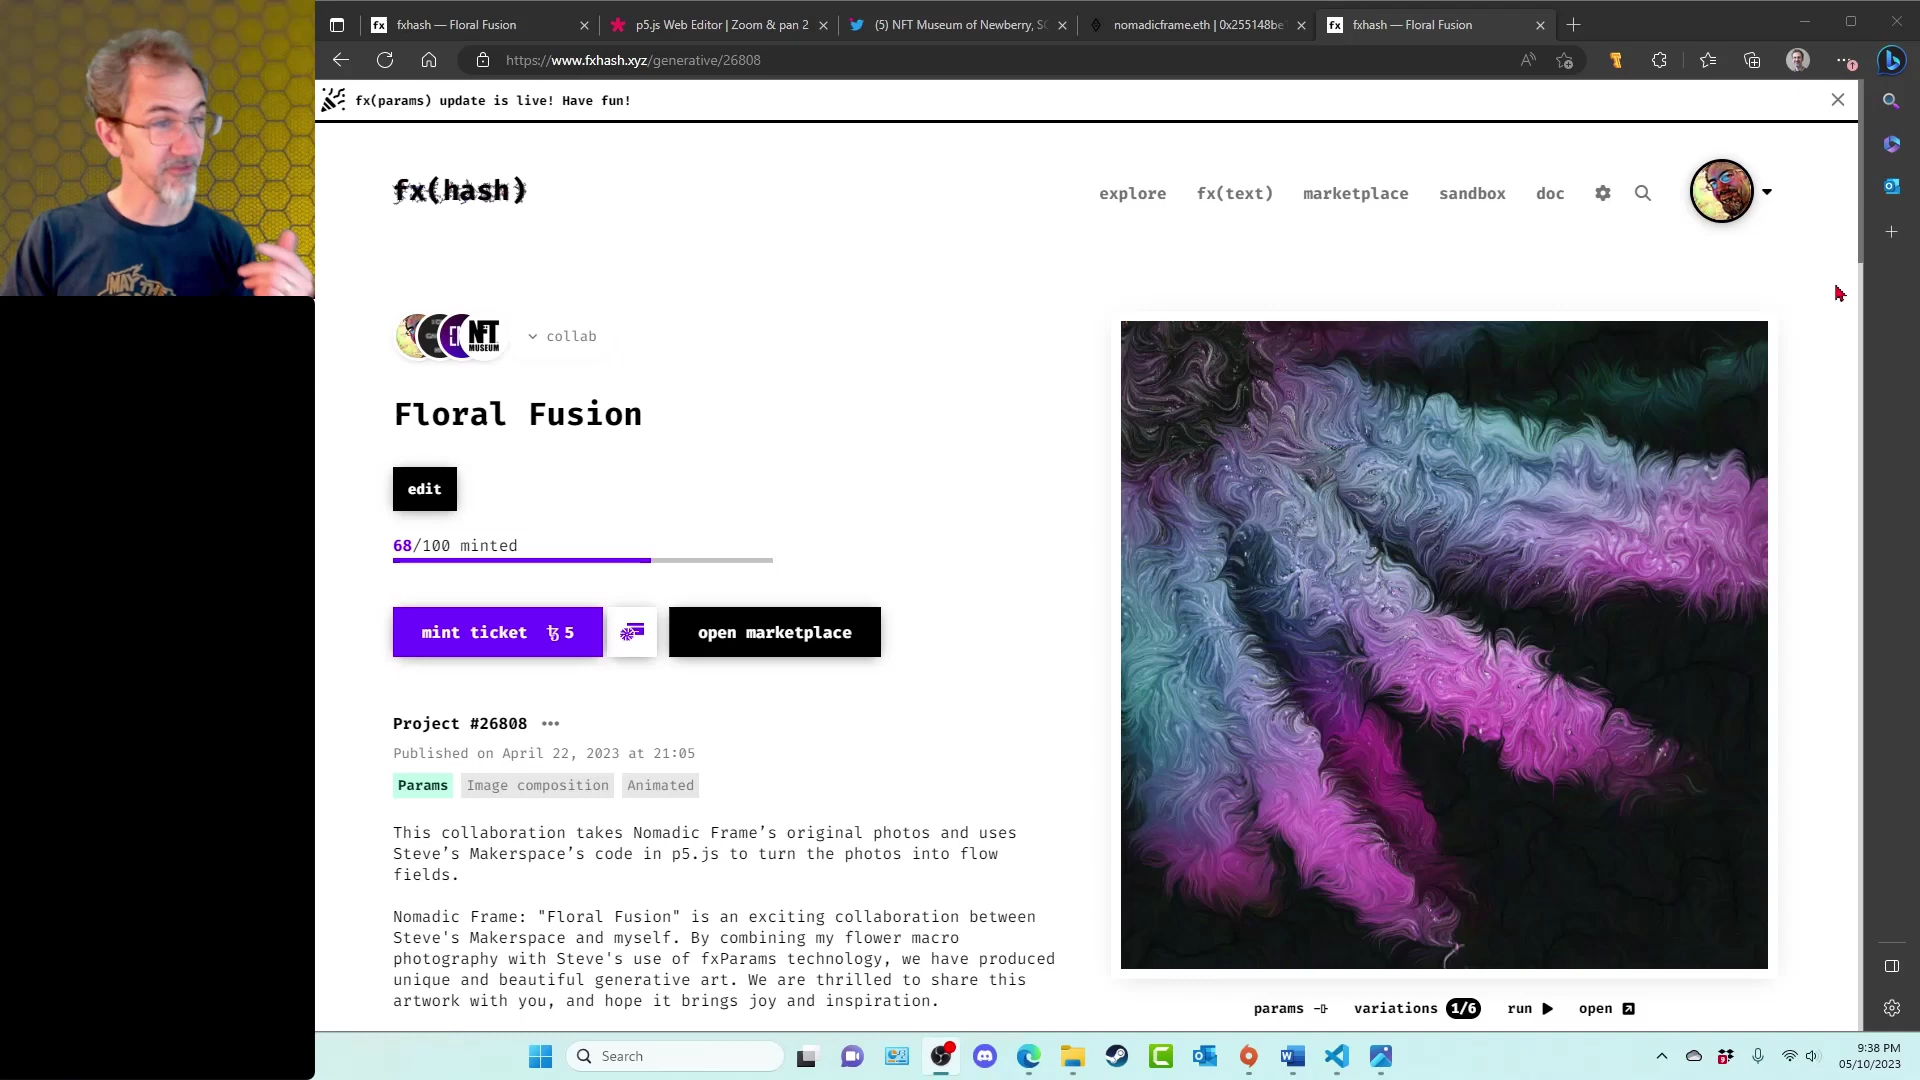 fxhash — Floral Fusion
p5.js Web Editor | Zoom & pan 2
(5) NFT Museum of Newberry, SC
nomadicframe.eth | 0x255148be
fxhash — Floral Fusion
https://www.fxhash.xyz/generative/26808
fx(params) update is live! Have fun!
fx(hash)
explore
fx(text)
marketplace
sandbox
doc
MAY THE
NFT
MUSEUM
collab
Floral Fusion
edit
68/100 minted
mint ticket ꜩ 5
open marketplace
Project #26808
Published on April 22, 2023 at 21:05
Params
Image composition
Animated
This collaboration takes Nomadic Frame’s original photos and uses
Steve’s Makerspace’s code in p5.js to turn the photos into flow
fields.
Nomadic Frame: "Floral Fusion" is an exciting collaboration between
Steve's Makerspace and myself. By combining my flower macro
photography with Steve's use of fxParams technology, we have produced
unique and beautiful generative art. We are thrilled to share this
artwork with you, and hope it brings joy and inspiration.
params
variations 1/6
run
open
Search
9:38 PM
05/10/2023